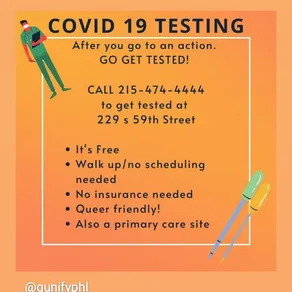 COVID 19 TESTING
After you go to an action.
GO GET TESTED!
CALL 215-474-4444
to get tested at
229 s 59th Street
• It's Free
• Walk up/no scheduling
needed
• No insurance needed
• Queer friendly!
• Also a primary care site
@qunifyphl